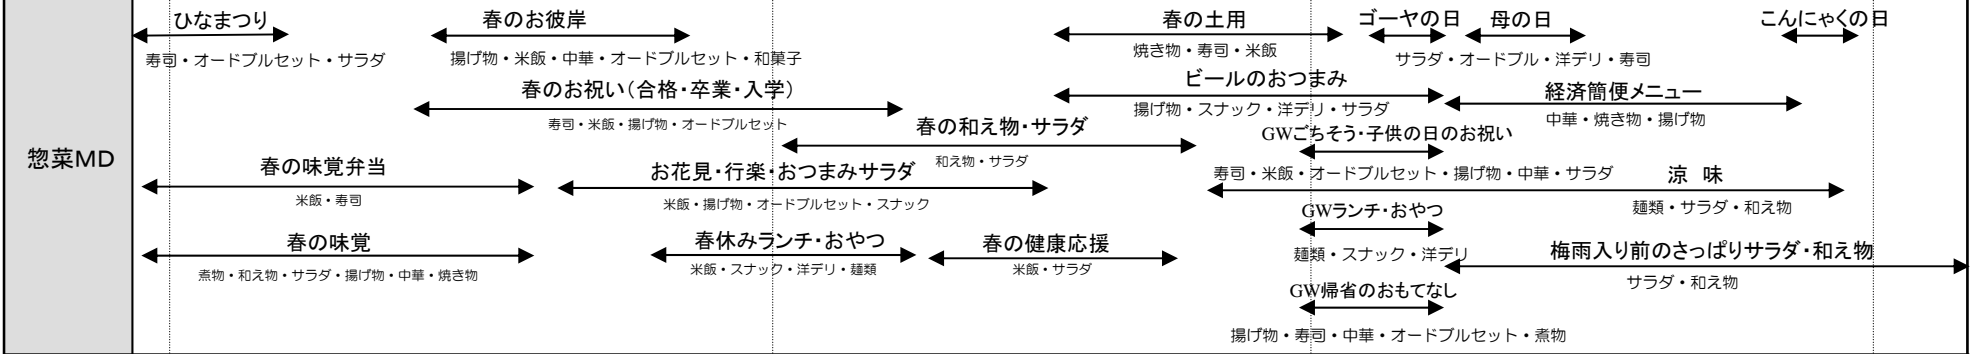 惣菜MD
ひなまつり
寿司・オードブルセット・サラダ
春のお彼岸
揚げ物・米飯・中華・オードブルセット・和菓子
春の土用
焼き物・寿司・米飯
ゴーヤの日
母の日
サラダ・オードブル・洋デリ・寿司
こんにゃくの日
春のお祝い(合格・卒業・入学)
寿司・米飯・揚げ物・オードブルセット
ビールのおつまみ
揚げ物・スナック・洋デリ・サラダ
経済簡便メニュー
中華・焼き物・揚げ物
春の和え物・サラダ
和え物・サラダ
GWごちそう・子供の日のお祝い
寿司・米飯・オードブルセット・揚げ物・中華・サラダ
春の味覚弁当
米飯・寿司
お花見・行楽・おつまみサラダ
米飯・揚げ物・オードブルセット・スナック
涼 味
麺類・サラダ・和え物
GWランチ・おやつ
麺類・スナック・洋デリ
春の味覚
煮物・和え物・サラダ・揚げ物・中華・焼き物
春休みランチ・おやつ
米飯・スナック・洋デリ・麺類
春の健康応援
米飯・サラダ
梅雨入り前のさっぱりサラダ・和え物
サラダ・和え物
GW帰省のおもてなし
揚げ物・寿司・中華・オードブルセット・煮物